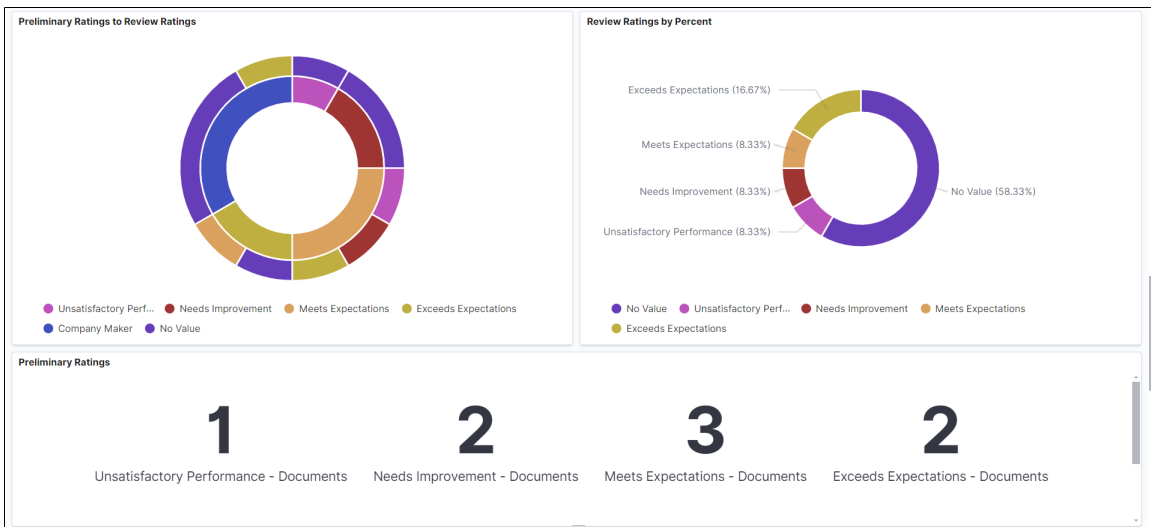 Preliminary Ratings to Review Ratings
Unsatisfactory Perf... Needs Improvement Meets Expectations Exceeds Expectations
Company Maker No Value
Review Ratings by Percent
Exceeds Expectations (16.67%)
Meets Expectations (8.33%)
Needs Improvement (8.33%)
No Value (58.33%)
Unsatisfactory Performance (8.33%)
No Value Unsatisfactory Perf... Needs Improvement Meets Expectations
Exceeds Expectations
Preliminary Ratings
1 2 3 2
Unsatisfactory Performance - Documents Needs Improvement - Documents Meets Expectations - Documents Exceeds Expectations - Documents